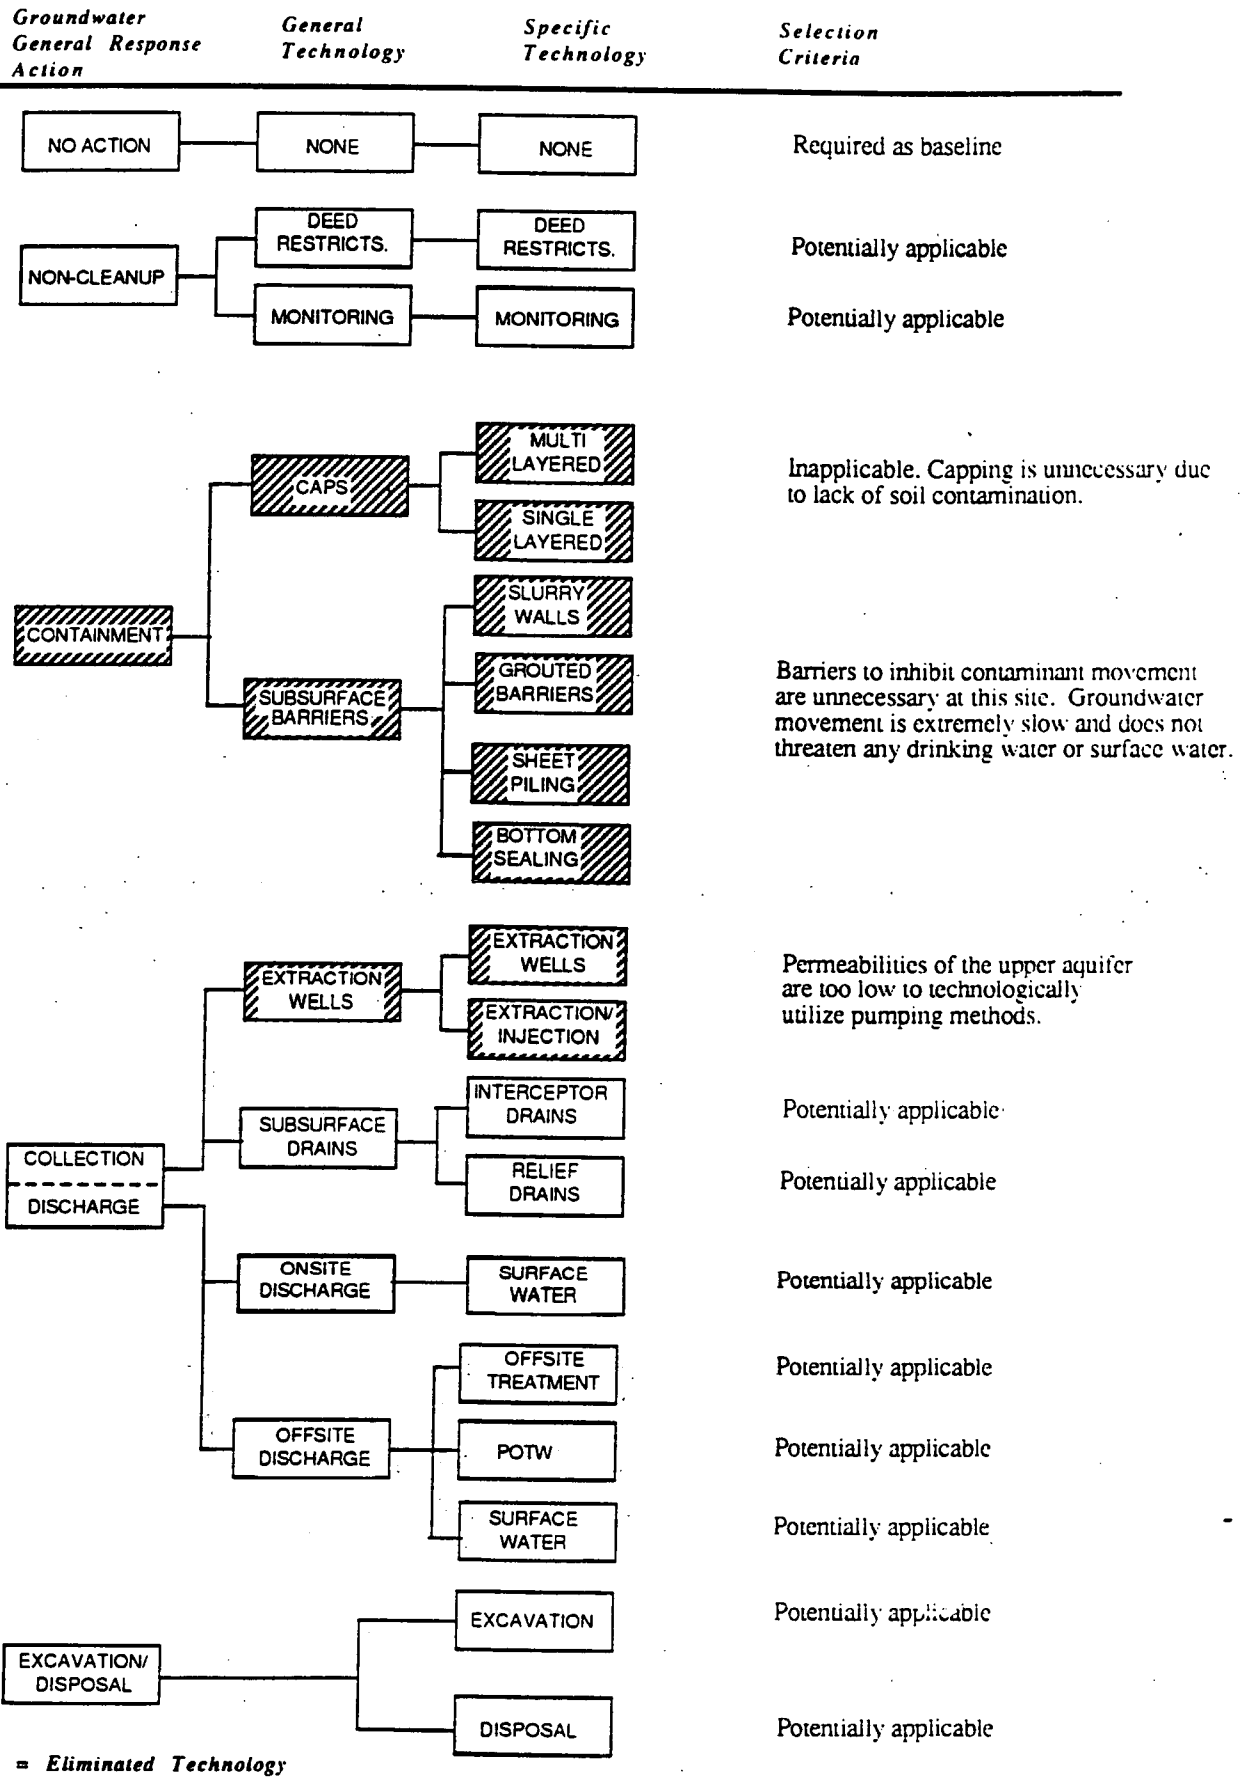 Groundwater
General Response
Action
General
Technology
Specific
Technology
Selection
Criteria
NO ACTION
NONE
NONE
Required as baseline
NON-CLEANUP
DEED
RESTRICTS.
DEED
RESTRICTS.
Potentially applicable
MONITORING
MONITORING
Potentially applicable
CONTAINMENT
CAPS
MULTI
LAYERED
SINGLE
LAYERED
Inapplicable. Capping is unnecessary due
to lack of soil contamination.
SUBSURFACE
BARRIERS
SLURRY
WALLS
GROUTED
BARRIERS
SHEET
PILING
BOTTOM
SEALING
Barriers to inhibit contaminant movement
are unnecessary at this site. Groundwater
movement is extremely slow and does not
threaten any drinking water or surface water.
COLLECTION
DISCHARGE
EXTRACTION
WELLS
EXTRACTION
WELLS
EXTRACTION/
INJECTION
Permeabilities of the upper aquifer
are too low to technologically
utilize pumping methods.
SUBSURFACE
DRAINS
INTERCEPTOR
DRAINS
Potentially applicable
RELIEF
DRAINS
Potentially applicable
ONSITE
DISCHARGE
SURFACE
WATER
Potentially applicable
OFFSITE
DISCHARGE
OFFSITE
TREATMENT
Potentially applicable
POTW
Potentially applicable
SURFACE
WATER
Potentially applicable
EXCAVATION/
DISPOSAL
EXCAVATION
Potentially applicable
DISPOSAL
Potentially applicable
= Eliminated Technology